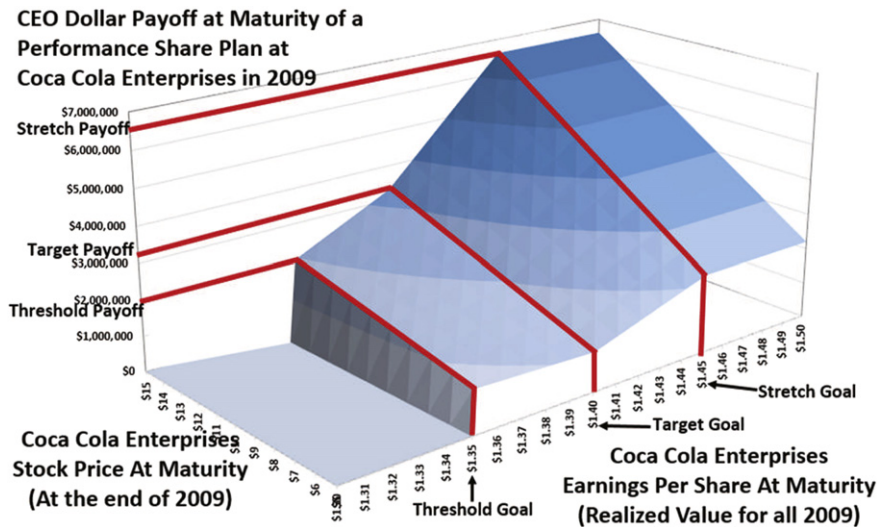 CEO Dollar Payoff at Maturity of a
Performance Share Plan at
Coca Cola Enterprises in 2009
$7,000,000
Stretch Payoff
$6,000,000
$5,000,000
$4,000,000
Target Payoff
$3,000,000
$2,000,000
Threshold Payoff
$1,000,000
$0
$15
$14
$13
$12
$11
$9
$8
$7
$6
$1.31
$1.32
$1.33
$1.34
$1.35
$1.36
$1.37
$1.38
$1.39
$1.40
$1.41
$1.42
$1.43
$1.44
$1.45
$1.46
$1.47
$1.48
$1.49
$1.50
Stretch Goal
Target Goal
Threshold Goal
Coca Cola Enterprises
Stock Price At Maturity
(At the end of 2009)
Coca Cola Enterprises
Earnings Per Share At Maturity
(Realized Value for all 2009)